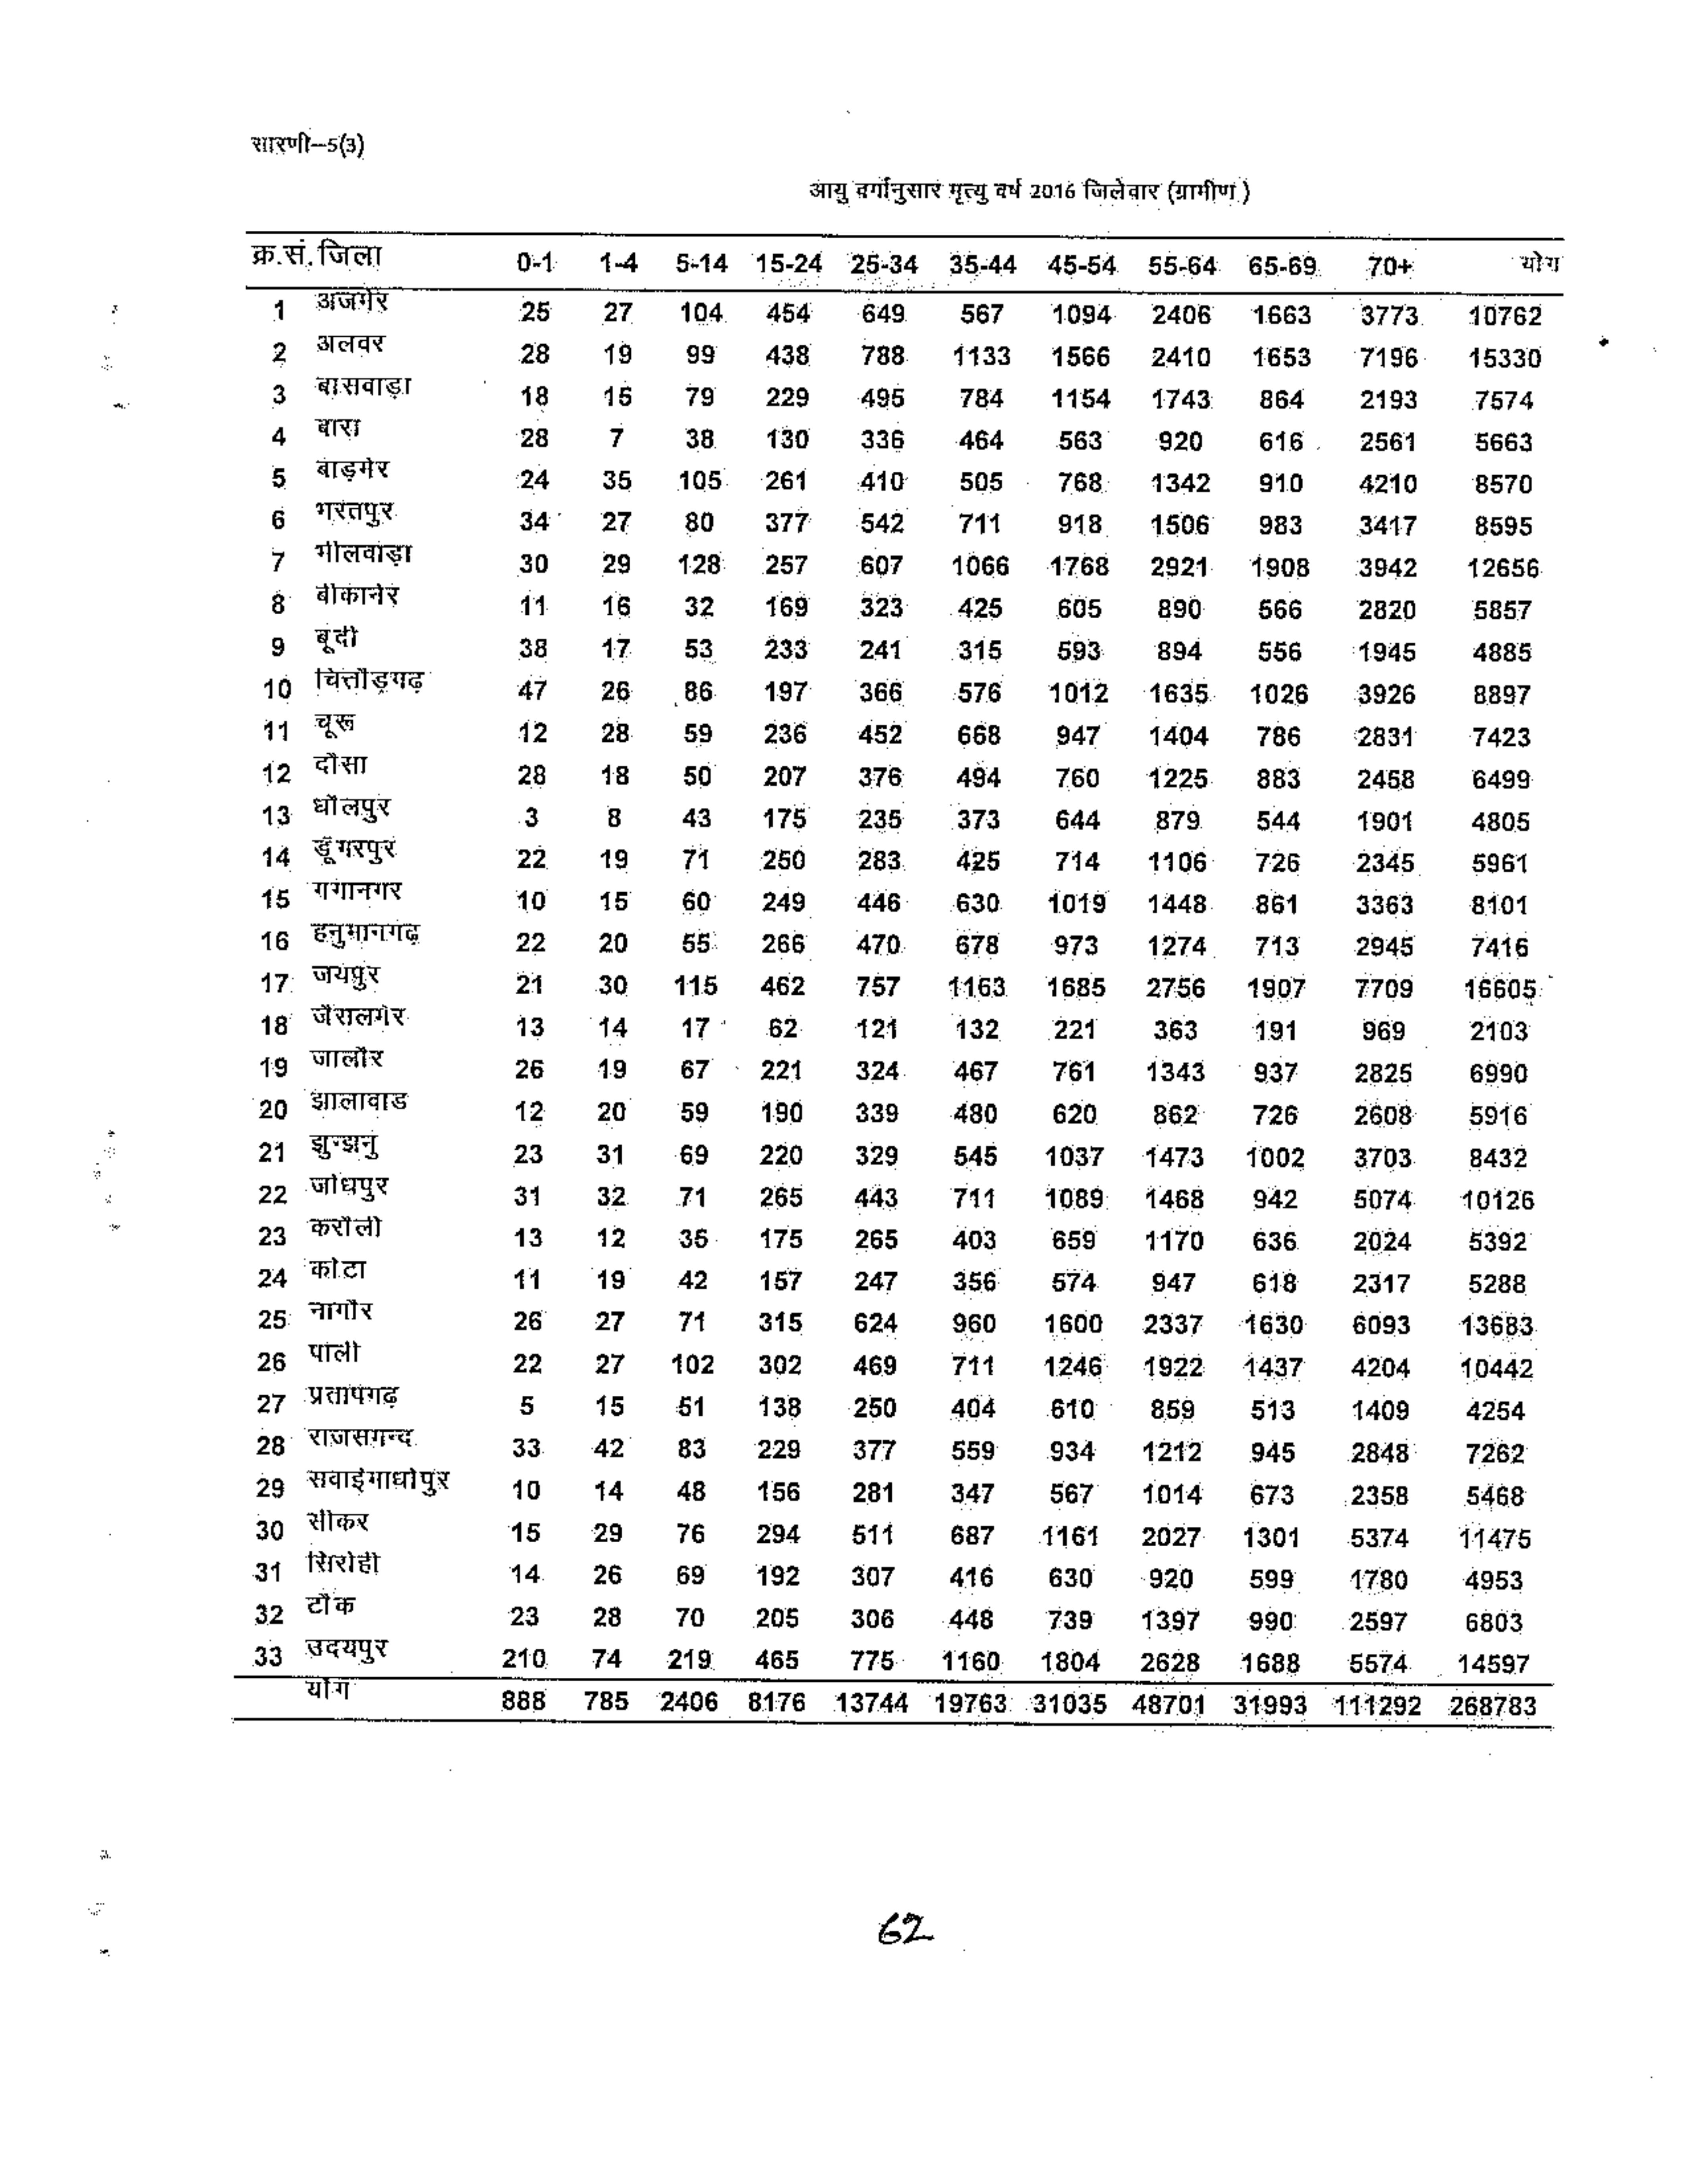 सारणी–5(3)
आयु वर्गानुसार मृत्यु वर्ष 2016 जिलेवार (ग्रामीण )
क्र.सं. जिला 0-1 1-4 5-14 15-24 25-34 35-44 45-54 55-64 65-69 70+ योग
1 अजमेर 25 27 104 454 649 567 1094 2406 1663 3773 10762
2 अलवर 28 19 99 438 788 1133 1566 2410 1653 7196 15330
3 बासवाड़ा 18 15 79 229 495 784 1154 1743 864 2193 7574
4 बारा 28 7 38 130 336 464 563 920 616 2561 5663
5 बाड़मेर 24 35 105 261 410 505 768 1342 910 4210 8570
6 भरतपुर 34 27 80 377 542 711 918 1506 983 3417 8595
7 भीलवाड़ा 30 29 128 257 607 1066 1768 2921 1908 3942 12656
8 बीकानेर 11 16 32 169 323 425 605 890 566 2820 5857
9 बूदी 38 17 53 233 241 315 593 894 556 1945 4885
10 चित्तौड़गढ़ 47 26 86 197 366 576 1012 1635 1026 3926 8897
11 चूरू 12 28 59 236 452 668 947 1404 786 2831 7423
12 दौसा 28 18 50 207 376 494 760 1225 883 2458 6499
13 धौलपुर 3 8 43 175 235 373 644 879 544 1901 4805
14 डूंगरपुर 22 19 71 250 283 425 714 1106 726 2345 5961
15 गगानगर 10 15 60 249 446 630 1019 1448 861 3363 8101
16 हनुमानगढ़ 22 20 55 266 470 678 973 1274 713 2945 7416
17 जयपुर 21 30 115 462 757 1163 1685 2756 1907 7709 16605
18 जैसलमेर 13 14 17 62 121 132 221 363 191 969 2103
19 जालौर 26 19 67 221 324 467 761 1343 937 2825 6990
20 झालावाड 12 20 59 190 339 480 620 862 726 2608 5916
21 झुन्झनु 23 31 69 220 329 545 1037 1473 1002 3703 8432
22 जोधपुर 31 32 71 265 443 711 1089 1468 942 5074 10126
23 करौली 13 12 35 175 265 403 659 1170 636 2024 5392
24 कोटा 11 19 42 157 247 356 574 947 618 2317 5288
25 नागौर 26 27 71 315 624 960 1600 2337 1630 6093 13683
26 पाली 22 27 102 302 469 711 1246 1922 1437 4204 10442
27 प्रतापगढ़ 5 15 51 138 250 404 610 859 513 1409 4254
28 राजसमन्द 33 42 83 229 377 559 934 1212 945 2848 7262
29 सवाईमाधोपुर 10 14 48 156 281 347 567 1014 673 2358 5468
30 सीकर 15 29 76 294 511 687 1161 2027 1301 5374 11475
31 सिरोही 14 26 69 192 307 416 630 920 599 1780 4953
32 टोंक 23 28 70 205 306 448 739 1397 990 2597 6803
33 उदयपुर 210 74 219 465 775 1160 1804 2628 1688 5574 14597
योग 888 785 2406 8176 13744 19763 31035 48701 31993 111292 268783
62